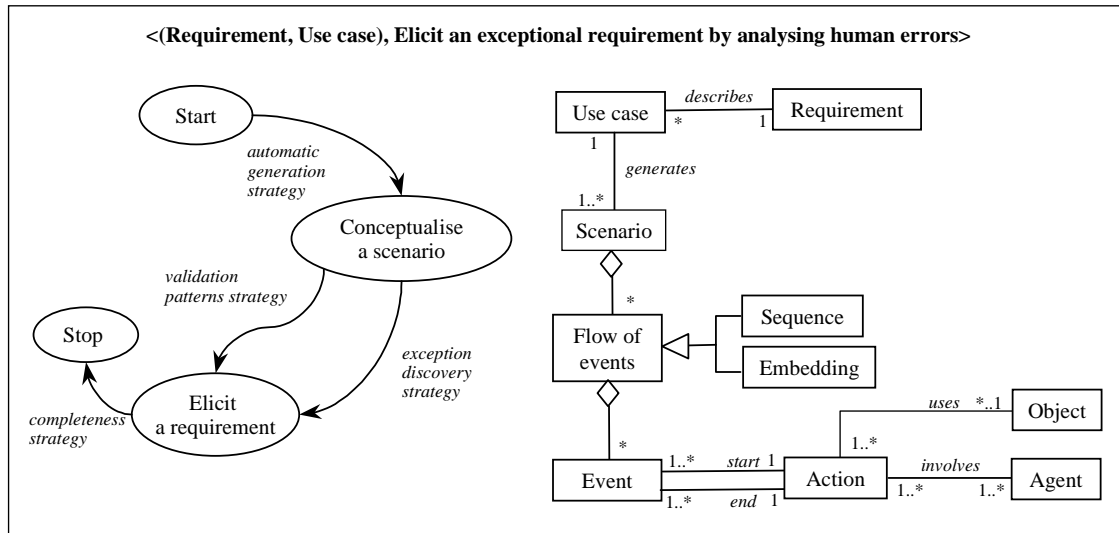 <(Requirement, Use case), Elicit an exceptional requirement by analysing human errors>
Start
automatic
generation
strategy
Conceptualise
a scenario
validation
patterns strategy
exception
discovery
strategy
Stop
Elicit
a requirement
completeness
strategy
Use case
describes
*
1
Requirement
1
generates
1..*
Scenario
*
Flow of
events
Sequence
Embedding
*
Event
1..*
start
1
1..*
end
1
Action
1..*
uses
*..1
Object
1..*
involves
1..*
Agent